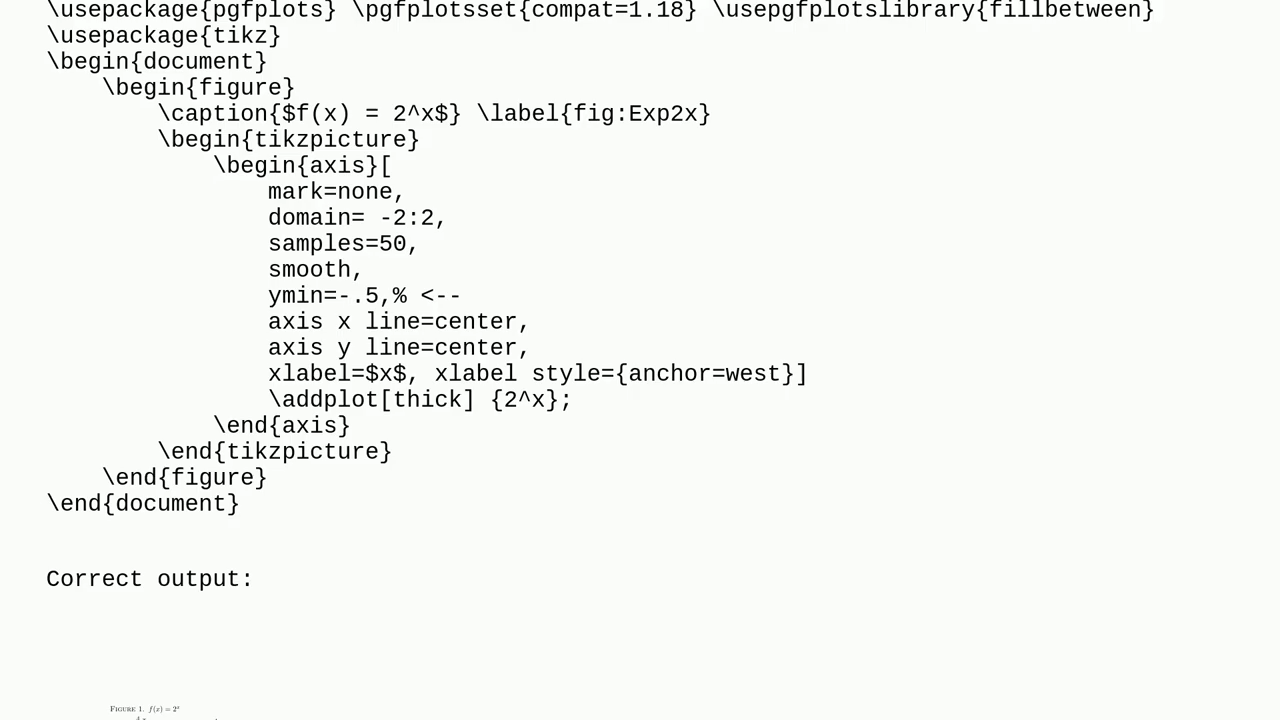 \usepackage{pgfplots} \pgfplotsset{compat=1.18} \usepgfplotslibrary{fillbetween}
\usepackage{tikz}
\begin{document}
    \begin{figure}
        \caption{$f(x) = 2^x$} \label{fig:Exp2x}
        \begin{tikzpicture}
            \begin{axis}[
                mark=none,
                domain= -2:2,
                samples=50,
                smooth,
                ymin=-.5,% <--
                axis x line=center,
                axis y line=center,
                xlabel=$x$, xlabel style={anchor=west}]
                \addplot[thick] {2^x};
            \end{axis}
        \end{tikzpicture}
    \end{figure}
\end{document}
Correct output:
FIGURE 1. f(x) = 2ˣ